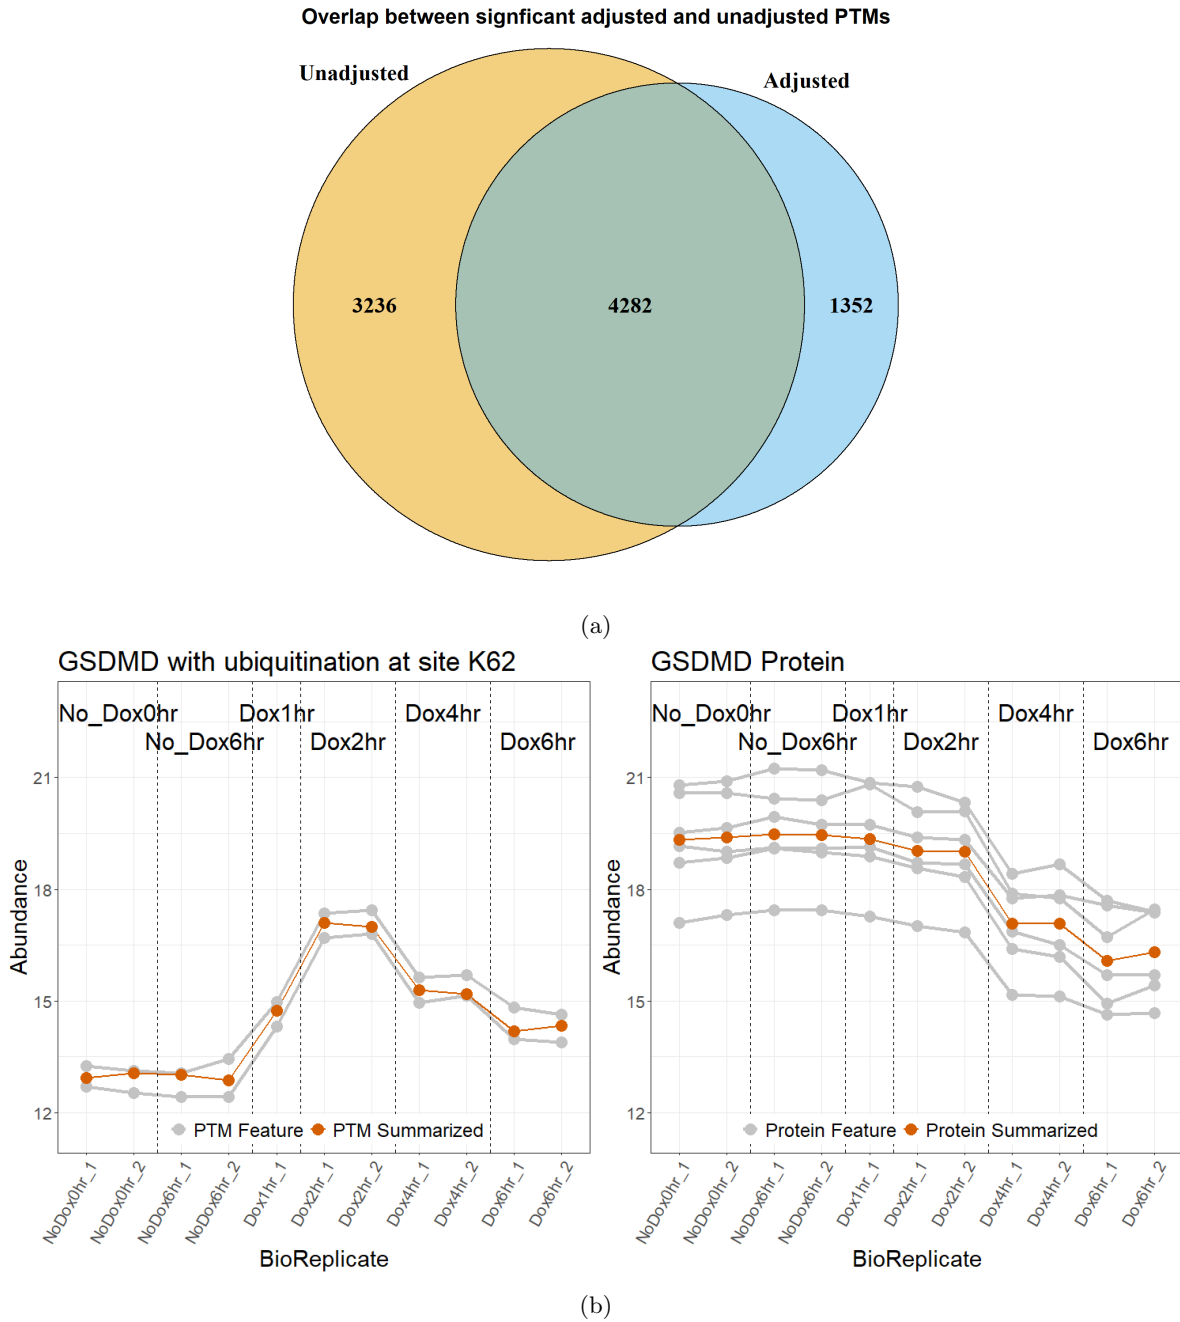 Overlap between signficant adjusted and unadjusted PTMs
Unadjusted
Adjusted
3236
4282
1352
(a)
GSDMD with ubiquitination at site K62
No_Dox0hr
Dox1hr
Dox4hr
No_Dox6hr
Dox2hr
Dox6hr
21
18
15
12
Abundance
PTM Feature
PTM Summarized
NoDox0hr_1
NoDox0hr_2
NoDox6hr_1
NoDox6hr_2
Dox1hr_1
Dox2hr_1
Dox2hr_2
Dox4hr_1
Dox4hr_2
Dox6hr_1
Dox6hr_2
BioReplicate
GSDMD Protein
No_Dox0hr
Dox1hr
Dox4hr
No_Dox6hr
Dox2hr
Dox6hr
21
18
15
12
Abundance
Protein Feature
Protein Summarized
NoDox0hr_1
NoDox0hr_2
NoDox6hr_1
NoDox6hr_2
Dox1hr_1
Dox2hr_1
Dox2hr_2
Dox4hr_1
Dox4hr_2
Dox6hr_1
Dox6hr_2
BioReplicate
(b)